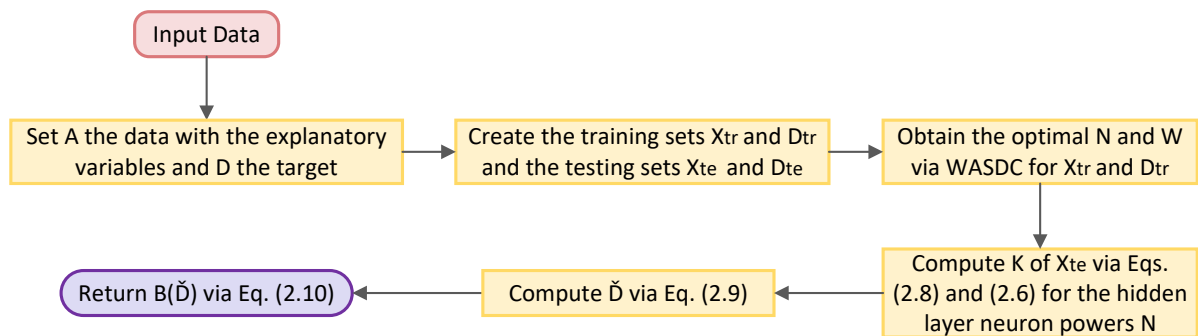 Input Data
Set A the data with the explanatory
variables and D the target
Create the training sets Xtr and Dtr
and the testing sets Xte and Dte
Obtain the optimal N and W
via WASDC for Xtr and Dtr
Compute K of Xte via Eqs.
(2.8) and (2.6) for the hidden
layer neuron powers N
Compute Ď via Eq. (2.9)
Return B(Ď) via Eq. (2.10)